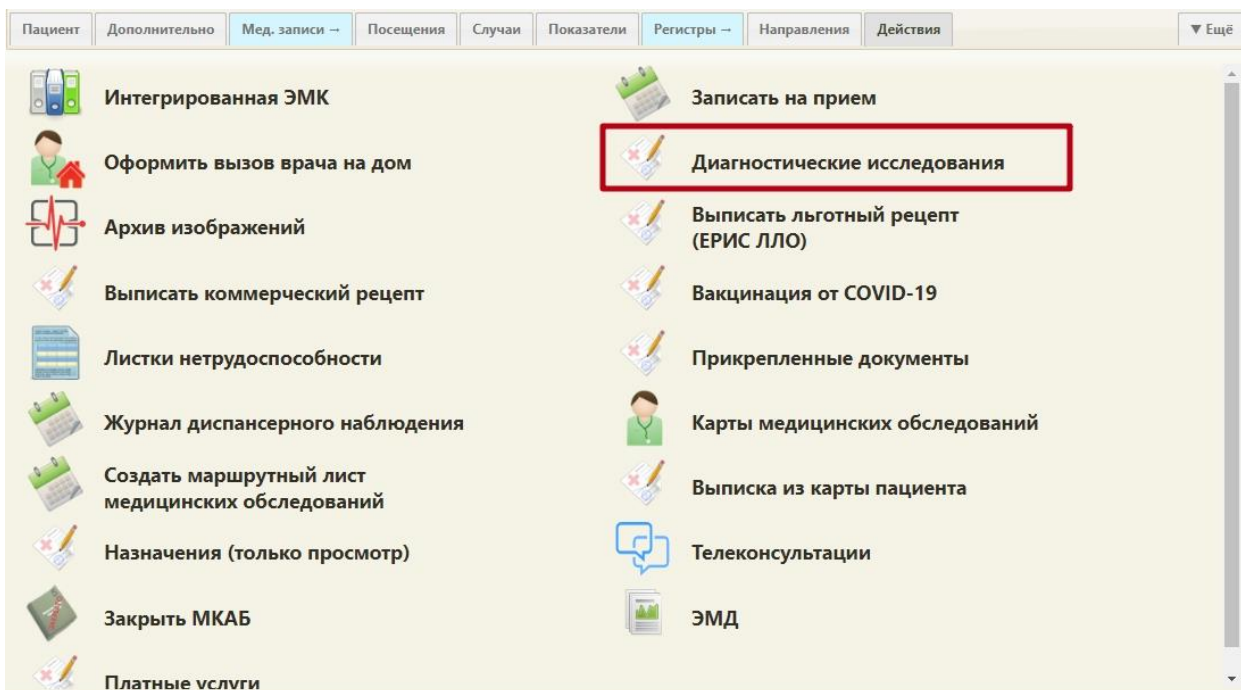 Пациент
Дополнительно
Мед. записи →
Посещения
Случаи
Показатели
Регистры →
Направления
Действия
▼ Ещё
Интегрированная ЭМК
Записать на прием
Оформить вызов врача на дом
Диагностические исследования
Архив изображений
Выписать льготный рецепт
(ЕРИС ЛЛО)
Выписать коммерческий рецепт
Вакцинация от COVID-19
Листки нетрудоспособности
Прикрепленные документы
Журнал диспансерного наблюдения
Карты медицинских обследований
Создать маршрутный лист
медицинских обследований
Выписка из карты пациента
Назначения (только просмотр)
Телеконсультации
Закрыть МКАБ
ЭМД
Платные услуги